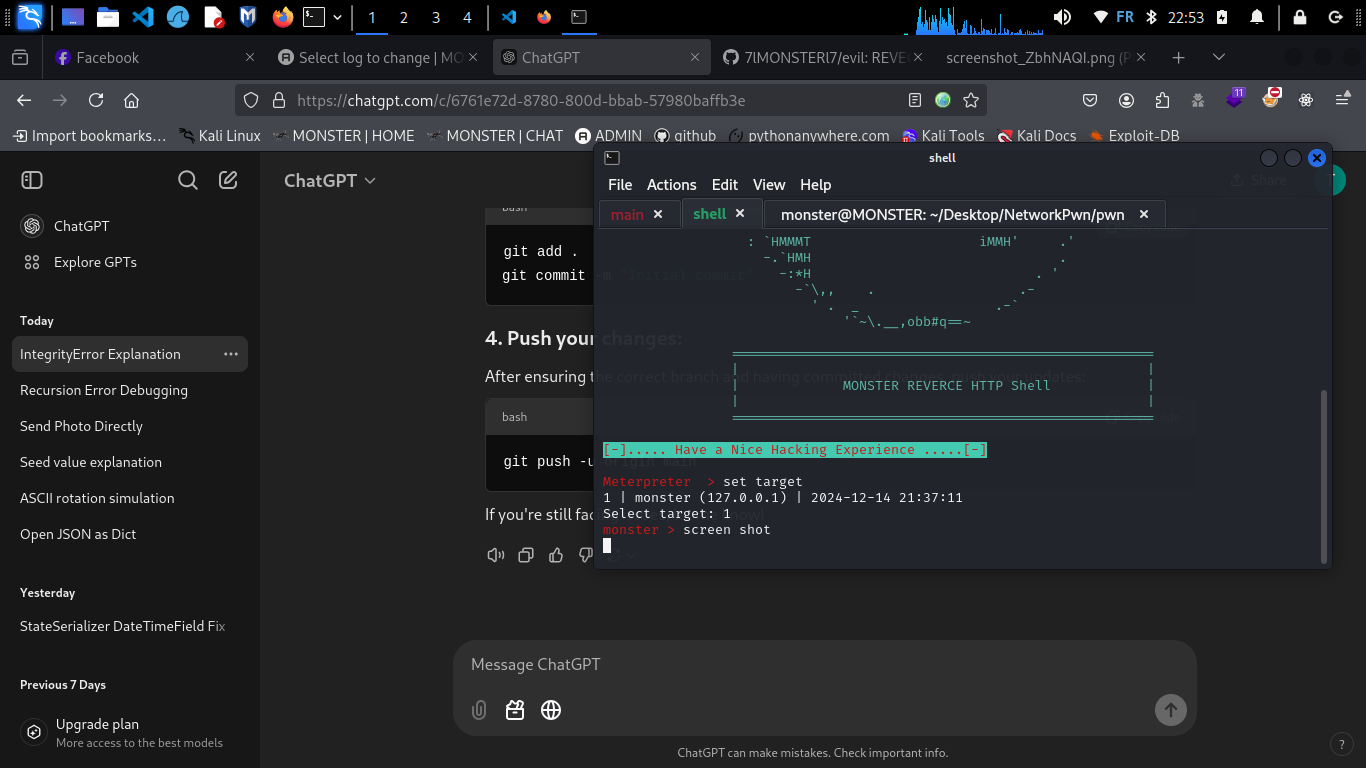 1 2 3 4 FR 22:53
Facebook Select log to change | MO ChatGPT 7lMONSTERl7/evil: REVE screenshot_ZbhNAQI.png (P
https://chatgpt.com/c/6761e72d-8780-800d-bbab-57980baffb3e 11
Import bookmarks... Kali Linux MONSTER | HOME MONSTER | CHAT ADMIN github pythonanywhere.com Kali Tools Kali Docs Exploit-DB
ChatGPT
Share
ChatGPT
Explore GPTs
Today
IntegrityError Explanation
Recursion Error Debugging
Send Photo Directly
Seed value explanation
ASCII rotation simulation
Open JSON as Dict
Yesterday
StateSerializer DateTimeField Fix
Previous 7 Days
Upgrade plan
More access to the best models
bash
git add .
git commit -m "Initial commit"
4. Push your changes:
After ensuring the correct branch and having committed changes, push your updates:
bash
git push -u origin main
If you're still fac
Message ChatGPT
ChatGPT can make mistakes. Check important info.
?
shell
File Actions Edit View Help
main shell monster@MONSTER: ~/Desktop/NetworkPwn/pwn
: `HMMMT iMMH' .'
-.`HMH .
-:*H . '
-`\,, . .-
' . _ .-`
'`~\.__,obb#q==~
MONSTER REVERCE HTTP Shell
[-]..... Have a Nice Hacking Experience .....[-]
Meterpreter > set target
1 | monster (127.0.0.1) | 2024-12-14 21:37:11
Select target: 1
monster > screen shot